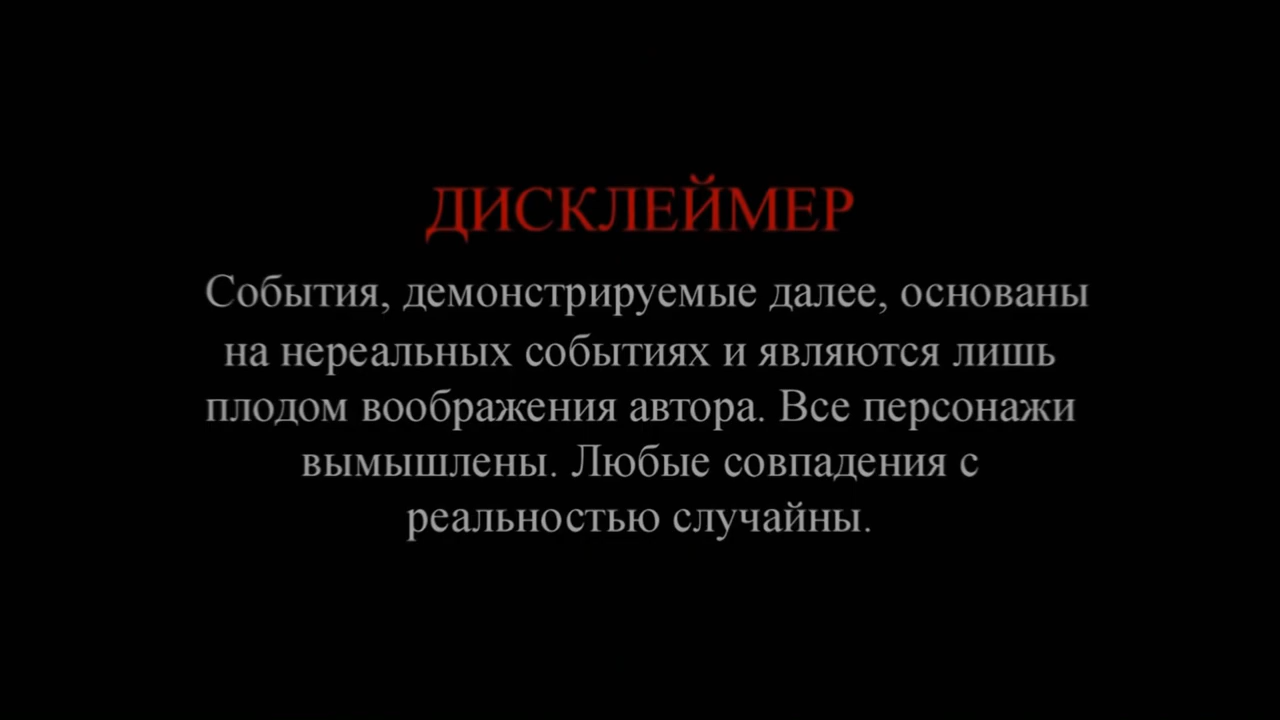 ДИСКЛЕЙМЕР
События, демонстрируемые далее, основаны
на нереальных событиях и являются лишь
плодом воображения автора. Все персонажи
вымышлены. Любые совпадения с
реальностью случайны.